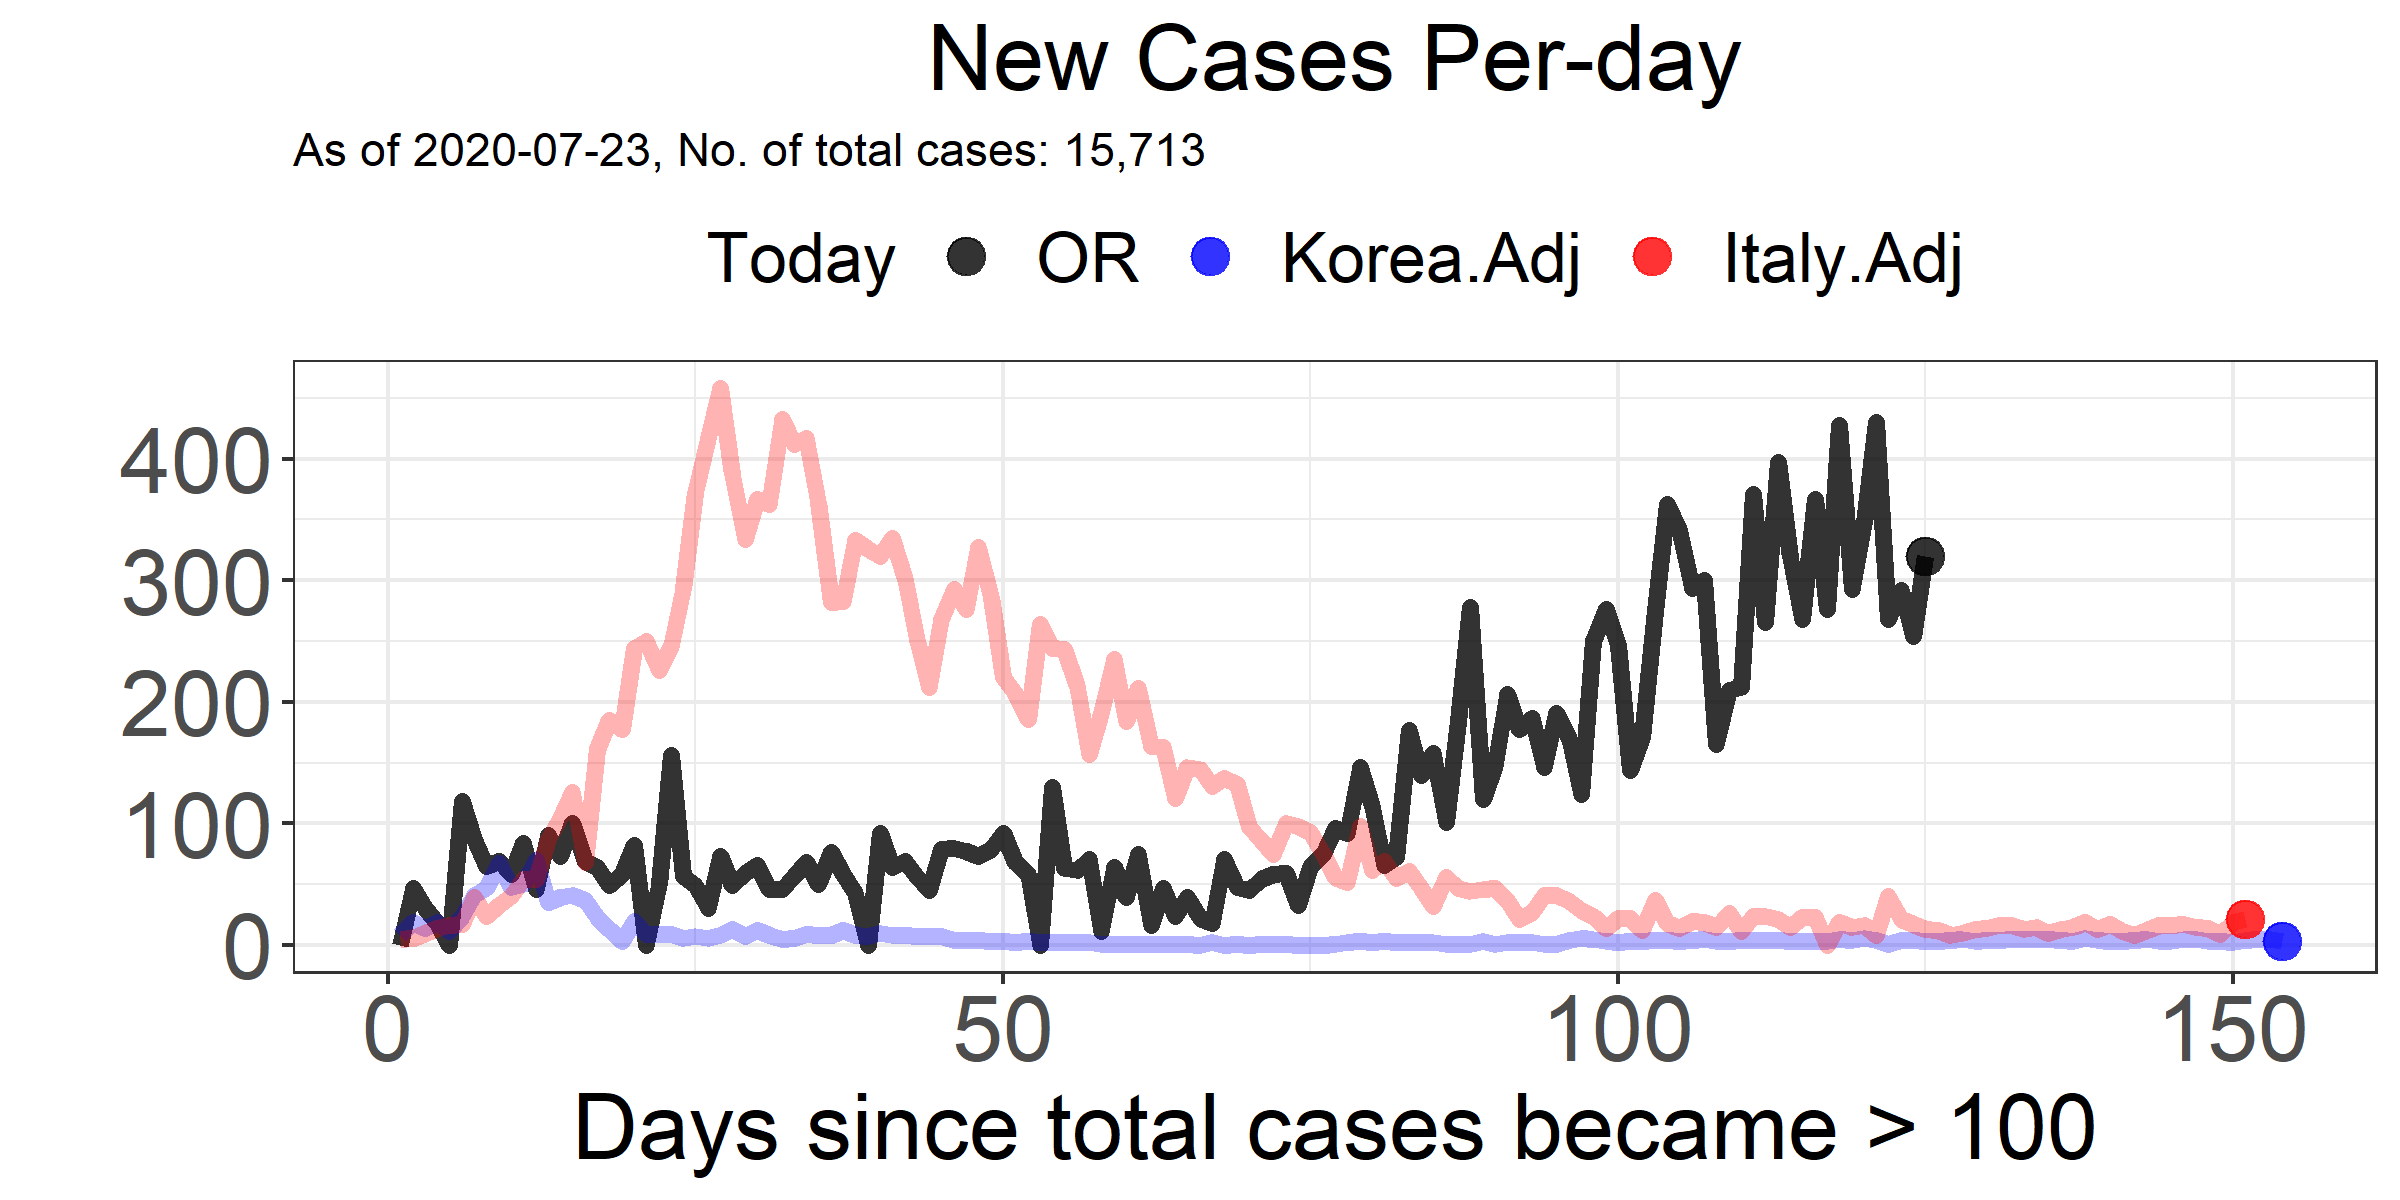 New Cases Per-day
As of 2020-07-23, No. of total cases: 15,713
Today OR Korea.Adj Italy.Adj
400
300
200
100
0
0 50 100 150
Days since total cases became > 100